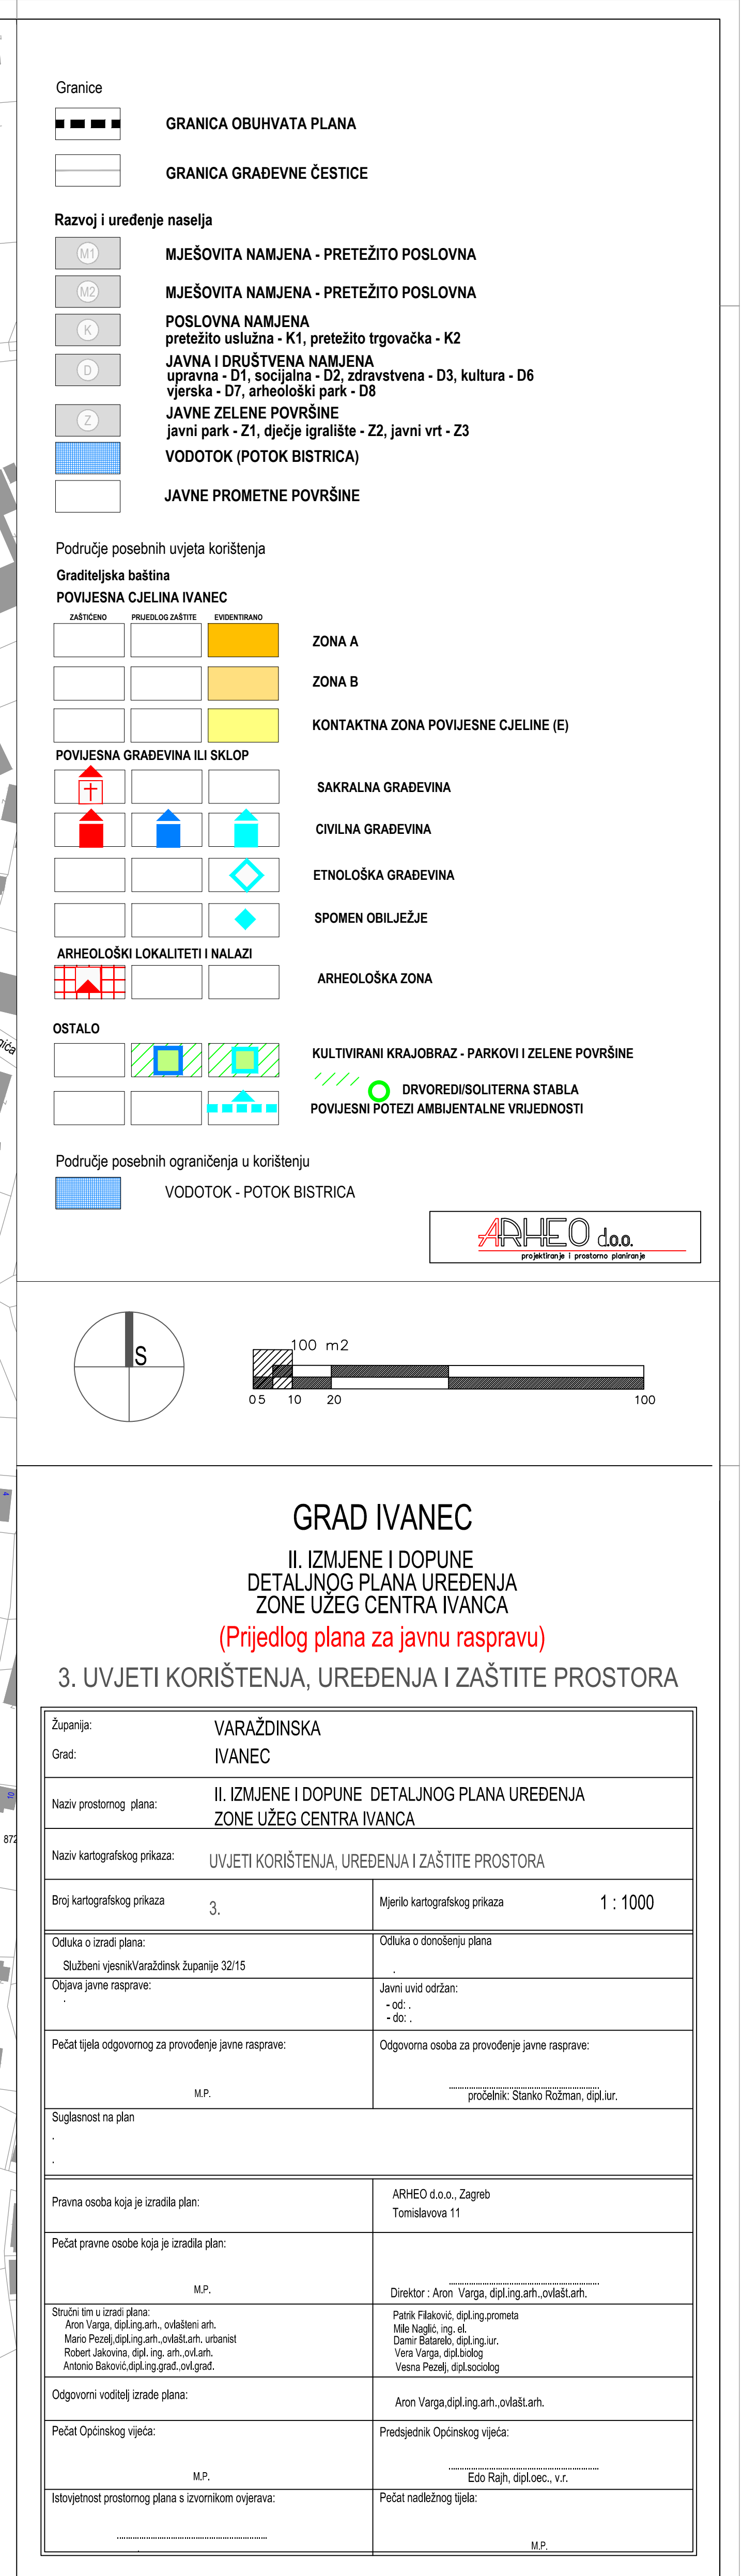 Granice
GRANICA OBUHVATA PLANA
GRANICA GRAĐEVNE ČESTICE
Razvoj i uređenje naselja
M1 MJEŠOVITA NAMJENA - PRETEŽITO POSLOVNA
M2 MJEŠOVITA NAMJENA - PRETEŽITO POSLOVNA
K POSLOVNA NAMJENA
pretežito uslužna - K1, pretežito trgovačka - K2
D JAVNA I DRUŠTVENA NAMJENA
upravna - D1, socijalna - D2, zdravstvena - D3, kultura - D6
vjerska - D7, arheološki park - D8
Z JAVNE ZELENE POVRŠINE
javni park - Z1, dječje igralište - Z2, javni vrt - Z3
VODOTOK (POTOK BISTRICA)
JAVNE PROMETNE POVRŠINE
Područje posebnih uvjeta korištenja
Graditeljska baština
POVIJESNA CJELINA IVANEC
ZAŠTIĆENO PRIJEDLOG ZAŠTITE EVIDENTIRANO
ZONA A
ZONA B
KONTAKTNA ZONA POVIJESNE CJELINE (E)
POVIJESNA GRAĐEVINA ILI SKLOP
SAKRALNA GRAĐEVINA
CIVILNA GRAĐEVINA
ETNOLOŠKA GRAĐEVINA
SPOMEN OBILJEŽJE
ARHEOLOŠKI LOKALITETI I NALAZI
ARHEOLOŠKA ZONA
OSTALO
KULTIVIRANI KRAJOBRAZ - PARKOVI I ZELENE POVRŠINE
DRVOREDI/SOLITERNA STABLA
POVIJESNI POTEZI AMBIJENTALNE VRIJEDNOSTI
Područje posebnih ograničenja u korištenju
VODOTOK - POTOK BISTRICA
ARHEO d.o.o.
projektiranje i prostorno planiranje
S
100 m2
0 5 10 20 100
GRAD IVANEC
II. IZMJENE I DOPUNE
DETALJNOG PLANA UREĐENJA
ZONE UŽEG CENTRA IVANCA
(Prijedlog plana za javnu raspravu)
3. UVJETI KORIŠTENJA, UREĐENJA I ZAŠTITE PROSTORA
Županija: VARAŽDINSKA
Grad: IVANEC
Naziv prostornog plana: II. IZMJENE I DOPUNE DETALJNOG PLANA UREĐENJA
ZONE UŽEG CENTRA IVANCA
872
Naziv kartografskog prikaza: UVJETI KORIŠTENJA, UREĐENJA I ZAŠTITE PROSTORA
Broj kartografskog prikaza 3. Mjerilo kartografskog prikaza 1 : 1000
Odluka o izradi plana: Odluka o donošenju plana
Službeni vjesnikVaraždinsk županije 32/15 .
Objava javne rasprave: Javni uvid održan:
. - od: .
- do: .
Pečat tijela odgovornog za provođenje javne rasprave: Odgovorna osoba za provođenje javne rasprave:
M.P. pročelnik: Stanko Rožman, dipl.iur.
Suglasnost na plan
.
.
Pravna osoba koja je izradila plan: ARHEO d.o.o., Zagreb
Tomislavova 11
Pečat pravne osobe koja je izradila plan:
M.P. Direktor : Aron Varga, dipl.ing.arh.,ovlašt.arh.
Stručni tim u izradi plana:
Aron Varga, dipl.ing.arh., ovlašteni arh. Patrik Filaković, dipl.ing.prometa
Mario Pezelj,dipl.ing.arh.,ovlašt.arh. urbanist Mile Naglić, ing. el.
Robert Jakovina, dipl. ing. arh.,ovl.arh. Damir Batarelo, dipl.ing.iur.
Antonio Baković,dipl.ing.građ.,ovl.građ. Vera Varga, dipl.biolog
Vesna Pezelj, dipl.sociolog
Odgovorni voditelj izrade plana: Aron Varga,dipl.ing.arh.,ovlašt.arh.
Pečat Općinskog vijeća: Predsjednik Općinskog vijeća:
M.P. Edo Rajh, dipl.oec., v.r.
Istovjetnost prostornog plana s izvornikom ovjerava: Pečat nadležnog tijela:
M.P.